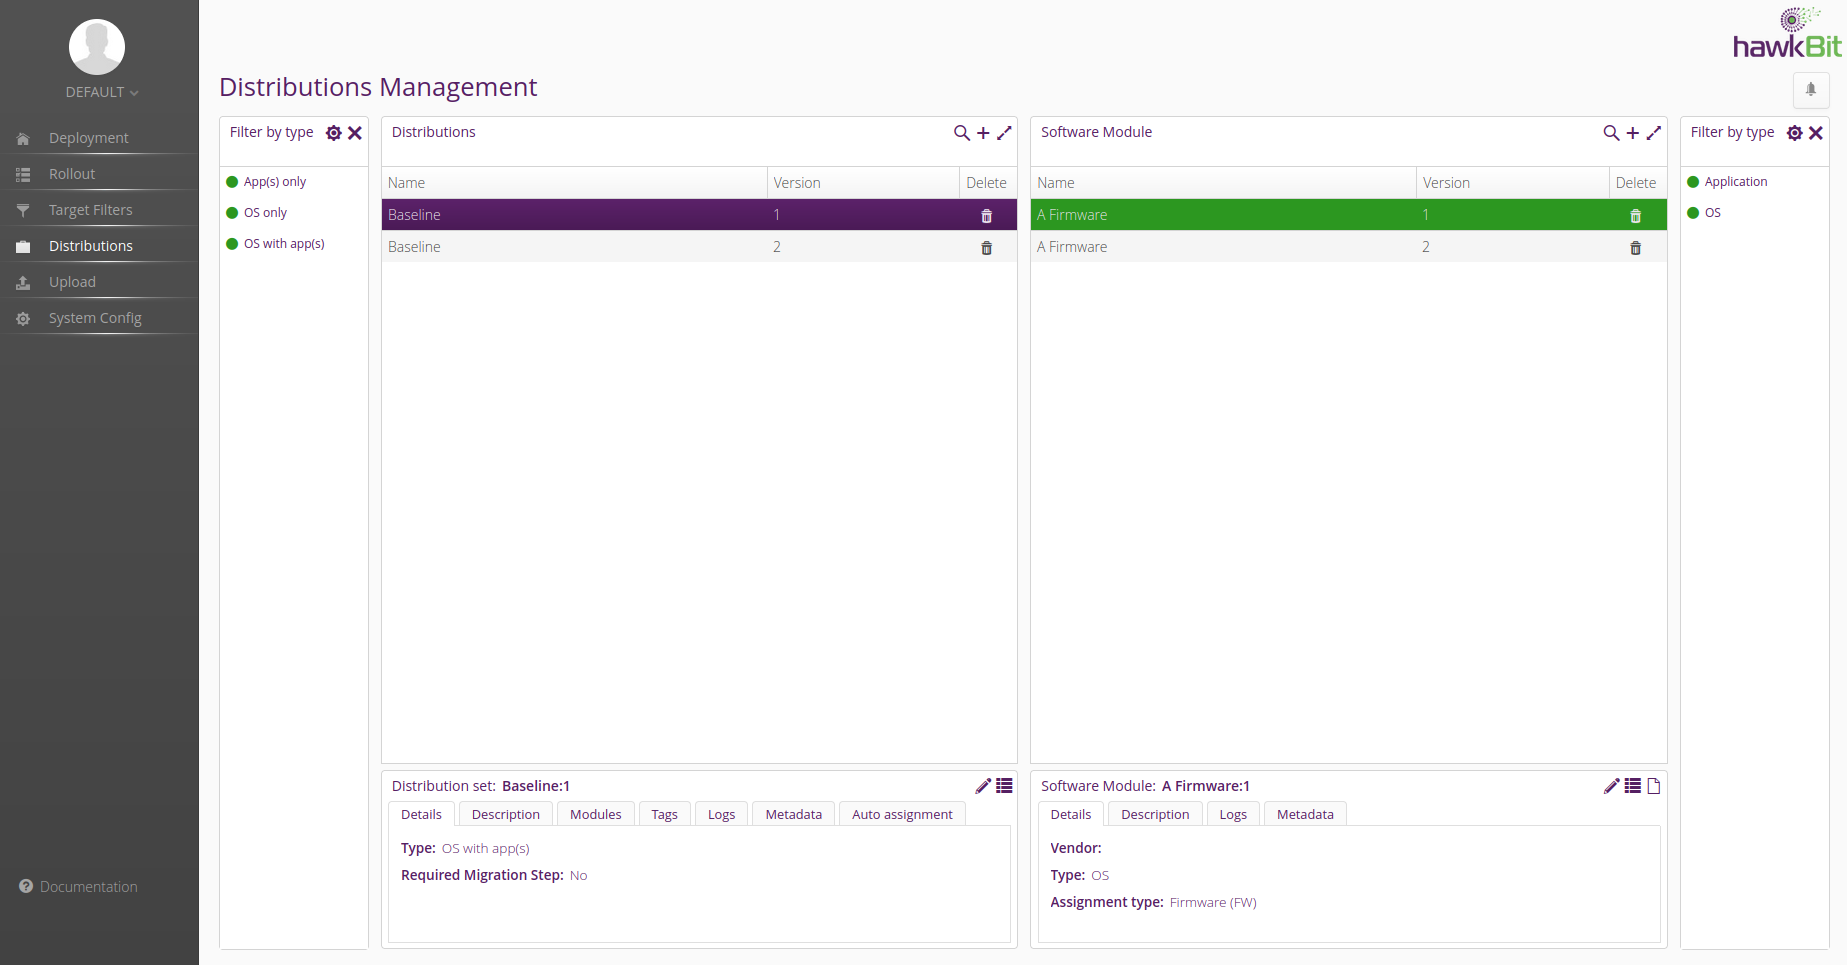 DEFAULT
Deployment
Rollout
Target Filters
Distributions
Upload
System Config
Documentation
hawkBit
Distributions Management
Filter by type
App(s) only
OS only
OS with app(s)
Distributions
Name Version Delete
Baseline 1
Baseline 2
Distribution set: Baseline:1
Details Description Modules Tags Logs Metadata Auto assignment
Type: OS with app(s)
Required Migration Step: No
Software Module
Name Version Delete
A Firmware 1
A Firmware 2
Software Module: A Firmware:1
Details Description Logs Metadata
Vendor:
Type: OS
Assignment type: Firmware (FW)
Filter by type
Application
OS